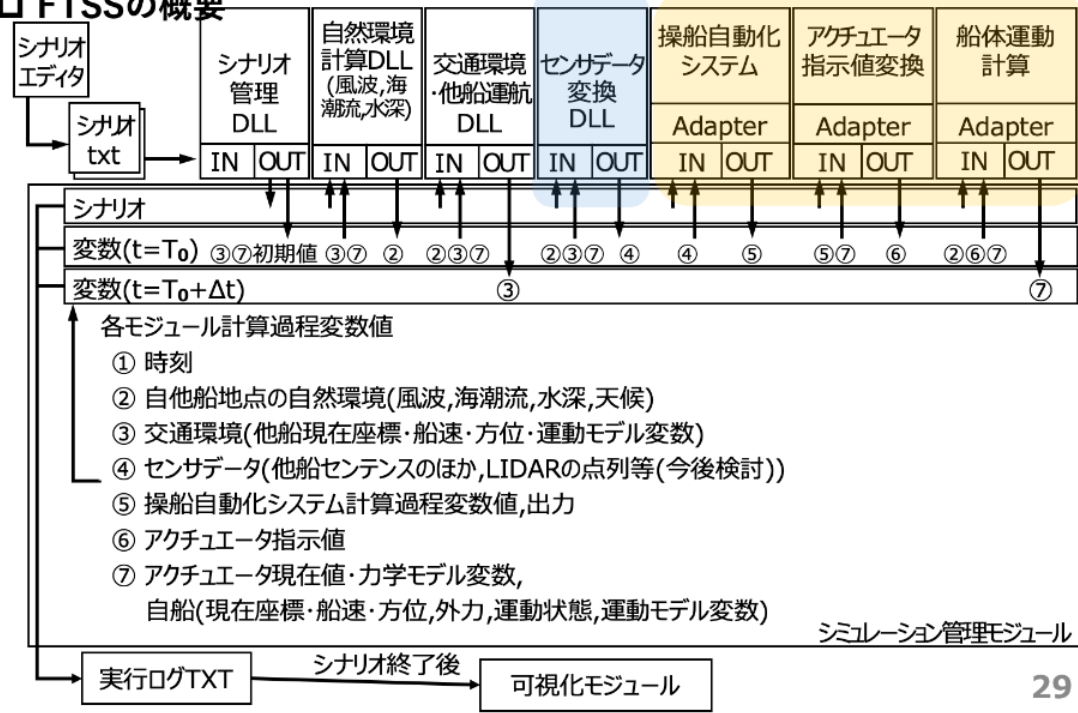 FTSSの概要
シナリオ
エディタ
シナリオ
txt
シナリオ
管理
DLL
IN OUT
自然環境
計算DLL
(風波,海
潮流,水深)
IN OUT
交通環境
・他船運航
DLL
IN OUT
センサデータ
変換
DLL
IN OUT
操船自動化
システム
Adapter
IN OUT
アクチュエータ
指示値変換
Adapter
IN OUT
船体運動
計算
Adapter
IN OUT
シナリオ
変数(t=T₀) ③⑦初期値 ③⑦ ② ②③⑦ ②③⑦ ④ ④ ⑤ ⑤⑦ ⑥ ②⑥⑦
変数(t=T₀+Δt) ③ ⑦
各モジュール計算過程変数値
① 時刻
② 自他船地点の自然環境(風波,海潮流,水深,天候)
③ 交通環境(他船現在座標・船速・方位・運動モデル変数)
④ センサデータ(他船センテンスのほか,LIDARの点列等(今後検討))
⑤ 操船自動化システム計算過程変数値,出力
⑥ アクチュエータ指示値
⑦ アクチュエータ現在値・力学モデル変数,
自船(現在座標・船速・方位,外力,運動状態,運動モデル変数)
シミュレーション管理モジュール
実行ログTXT
シナリオ終了後
可視化モジュール
29